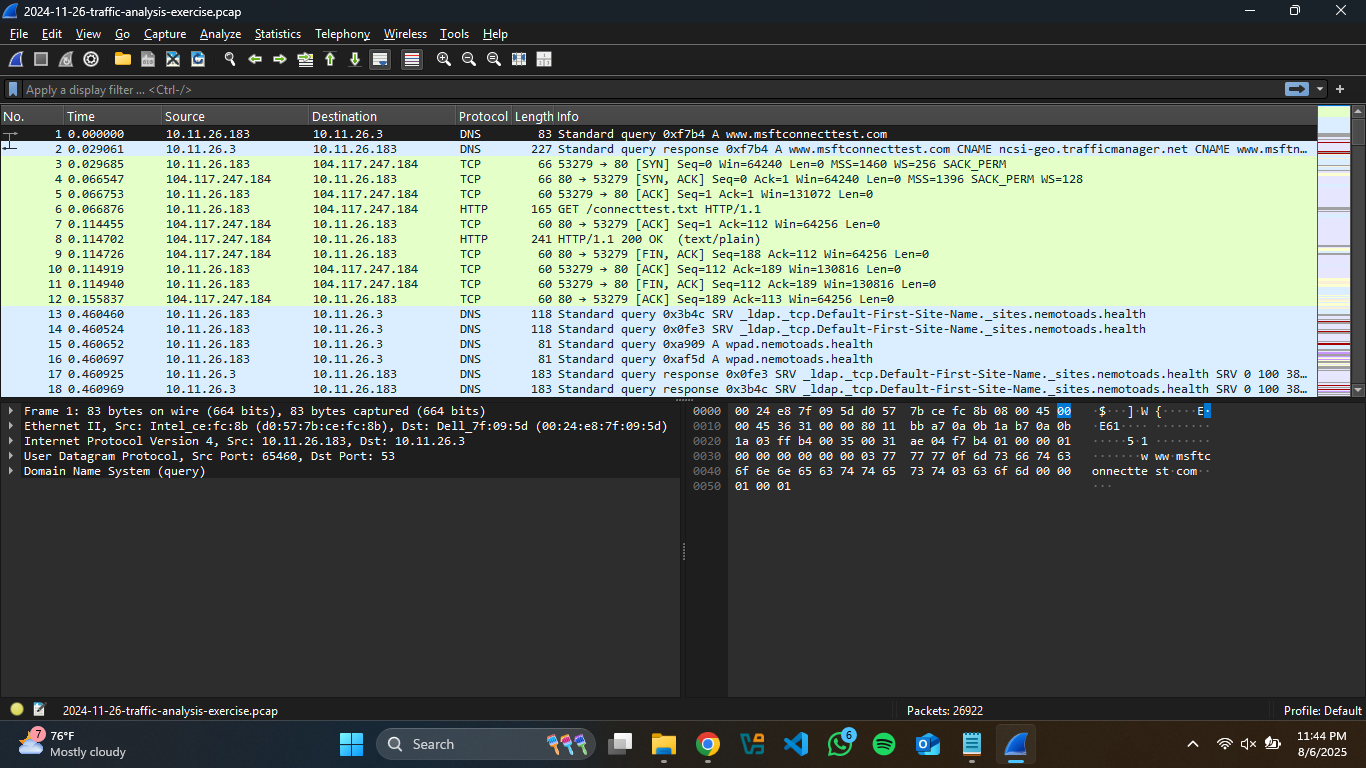 2024-11-26-traffic-analysis-exercise.pcap
File Edit View Go Capture Analyze Statistics Telephony Wireless Tools Help
Apply a display filter ... <Ctrl-/>
No. Time Source Destination Protocol Length Info
1 0.000000 10.11.26.183 10.11.26.3 DNS 83 Standard query 0xf7b4 A www.msftconnecttest.com
2 0.029061 10.11.26.3 10.11.26.183 DNS 227 Standard query response 0xf7b4 A www.msftconnecttest.com CNAME ncsi-geo.trafficmanager.net CNAME www.msftn…
3 0.029685 10.11.26.183 104.117.247.184 TCP 66 53279 → 80 [SYN] Seq=0 Win=64240 Len=0 MSS=1460 WS=256 SACK_PERM
4 0.066547 104.117.247.184 10.11.26.183 TCP 66 80 → 53279 [SYN, ACK] Seq=0 Ack=1 Win=64240 Len=0 MSS=1396 SACK_PERM WS=128
5 0.066753 10.11.26.183 104.117.247.184 TCP 60 53279 → 80 [ACK] Seq=1 Ack=1 Win=131072 Len=0
6 0.066876 10.11.26.183 104.117.247.184 HTTP 165 GET /connecttest.txt HTTP/1.1
7 0.114455 104.117.247.184 10.11.26.183 TCP 60 80 → 53279 [ACK] Seq=1 Ack=112 Win=64256 Len=0
8 0.114702 104.117.247.184 10.11.26.183 HTTP 241 HTTP/1.1 200 OK (text/plain)
9 0.114726 104.117.247.184 10.11.26.183 TCP 60 80 → 53279 [FIN, ACK] Seq=188 Ack=112 Win=64256 Len=0
10 0.114919 10.11.26.183 104.117.247.184 TCP 60 53279 → 80 [ACK] Seq=112 Ack=189 Win=130816 Len=0
11 0.114940 10.11.26.183 104.117.247.184 TCP 60 53279 → 80 [FIN, ACK] Seq=112 Ack=189 Win=130816 Len=0
12 0.155837 104.117.247.184 10.11.26.183 TCP 60 80 → 53279 [ACK] Seq=189 Ack=113 Win=64256 Len=0
13 0.460460 10.11.26.183 10.11.26.3 DNS 118 Standard query 0x3b4c SRV _ldap._tcp.Default-First-Site-Name._sites.nemotoads.health
14 0.460524 10.11.26.183 10.11.26.3 DNS 118 Standard query 0x0fe3 SRV _ldap._tcp.Default-First-Site-Name._sites.nemotoads.health
15 0.460652 10.11.26.183 10.11.26.3 DNS 81 Standard query 0xa909 A wpad.nemotoads.health
16 0.460697 10.11.26.183 10.11.26.3 DNS 81 Standard query 0xaf5d A wpad.nemotoads.health
17 0.460925 10.11.26.3 10.11.26.183 DNS 183 Standard query response 0x0fe3 SRV _ldap._tcp.Default-First-Site-Name._sites.nemotoads.health SRV 0 100 38…
18 0.460969 10.11.26.3 10.11.26.183 DNS 183 Standard query response 0x3b4c SRV _ldap._tcp.Default-First-Site-Name._sites.nemotoads.health SRV 0 100 38…
Frame 1: 83 bytes on wire (664 bits), 83 bytes captured (664 bits)
Ethernet II, Src: Intel_ce:fc:8b (d0:57:7b:ce:fc:8b), Dst: Dell_7f:09:5d (00:24:e8:7f:09:5d)
Internet Protocol Version 4, Src: 10.11.26.183, Dst: 10.11.26.3
User Datagram Protocol, Src Port: 65460, Dst Port: 53
Domain Name System (query)
0000 00 24 e8 7f 09 5d d0 57 7b ce fc 8b 08 00 45 00 ·$···]·W {·····E·
0010 00 45 36 31 00 00 80 11 bb a7 0a 0b 1a b7 0a 0b ·E61···· ········
0020 1a 03 ff b4 00 35 00 31 ae 04 f7 b4 01 00 00 01 ·····5·1 ········
0030 00 00 00 00 00 00 03 77 77 77 0f 6d 73 66 74 63 ·······w ww·msftc
0040 6f 6e 6e 65 63 74 74 65 73 74 03 63 6f 6d 00 00 onnectte st·com··
0050 01 00 01 ···
2024-11-26-traffic-analysis-exercise.pcap
Packets: 26922
Profile: Default
7
76°F
Mostly cloudy
Search
6
11:44 PM
8/6/2025